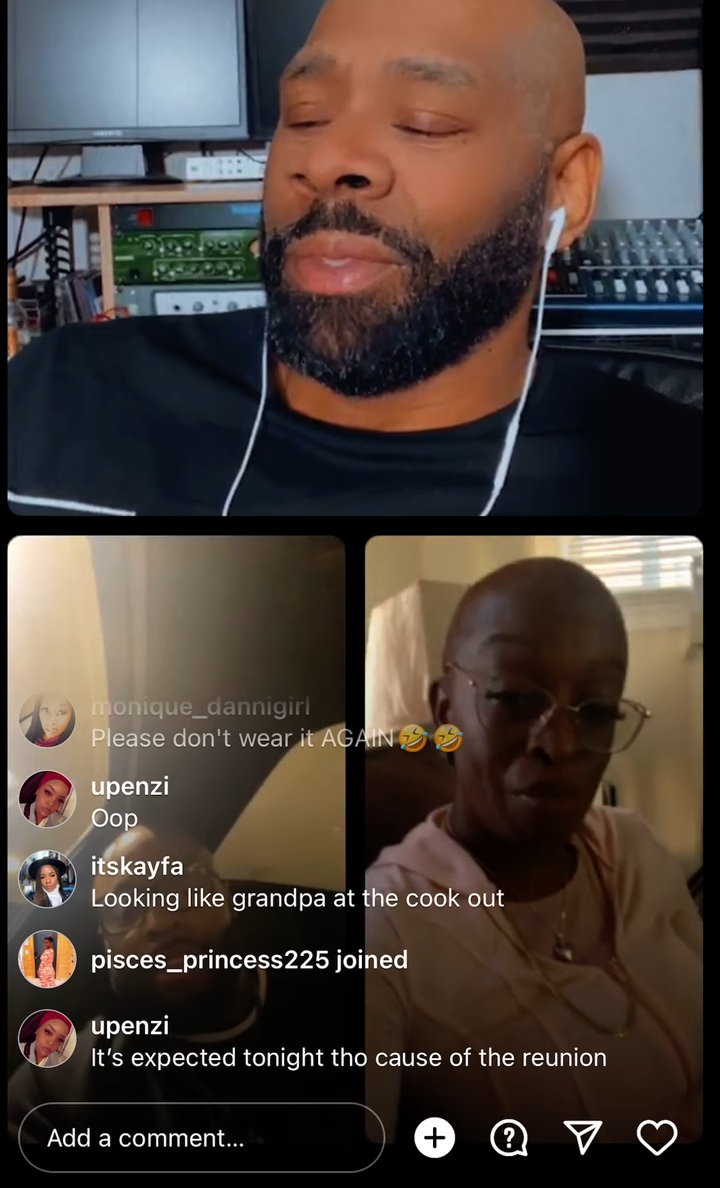 monique_dannigirl
Please don't wear it AGAIN🤣🤣
upenzi
Oop
itskayfa
Looking like grandpa at the cook out
pisces_princess225 joined
upenzi
It’s expected tonight tho cause of the reunion
Add a comment...